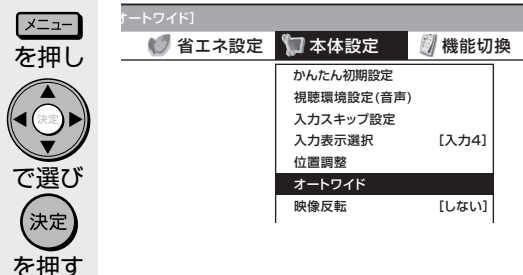 メニュー
を押し
決定
で選び
決定
を押す
オートワイド]
省エネ設定 本体設定 機能切換
かんたん初期設定
視聴環境設定(音声)
入力スキップ設定
入力表示選択 [入力4]
位置調整
オートワイド
映像反転 [しない]